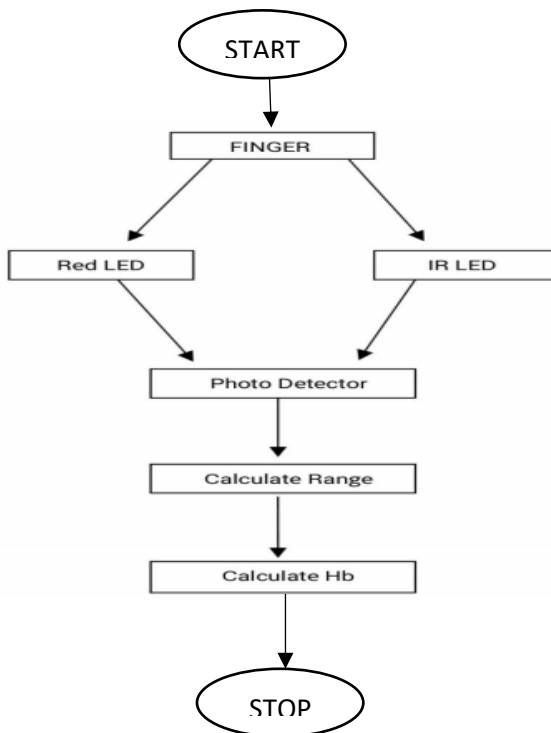 START
FINGER
Red LED
IR LED
Photo Detector
Calculate Range
Calculate Hb
STOP